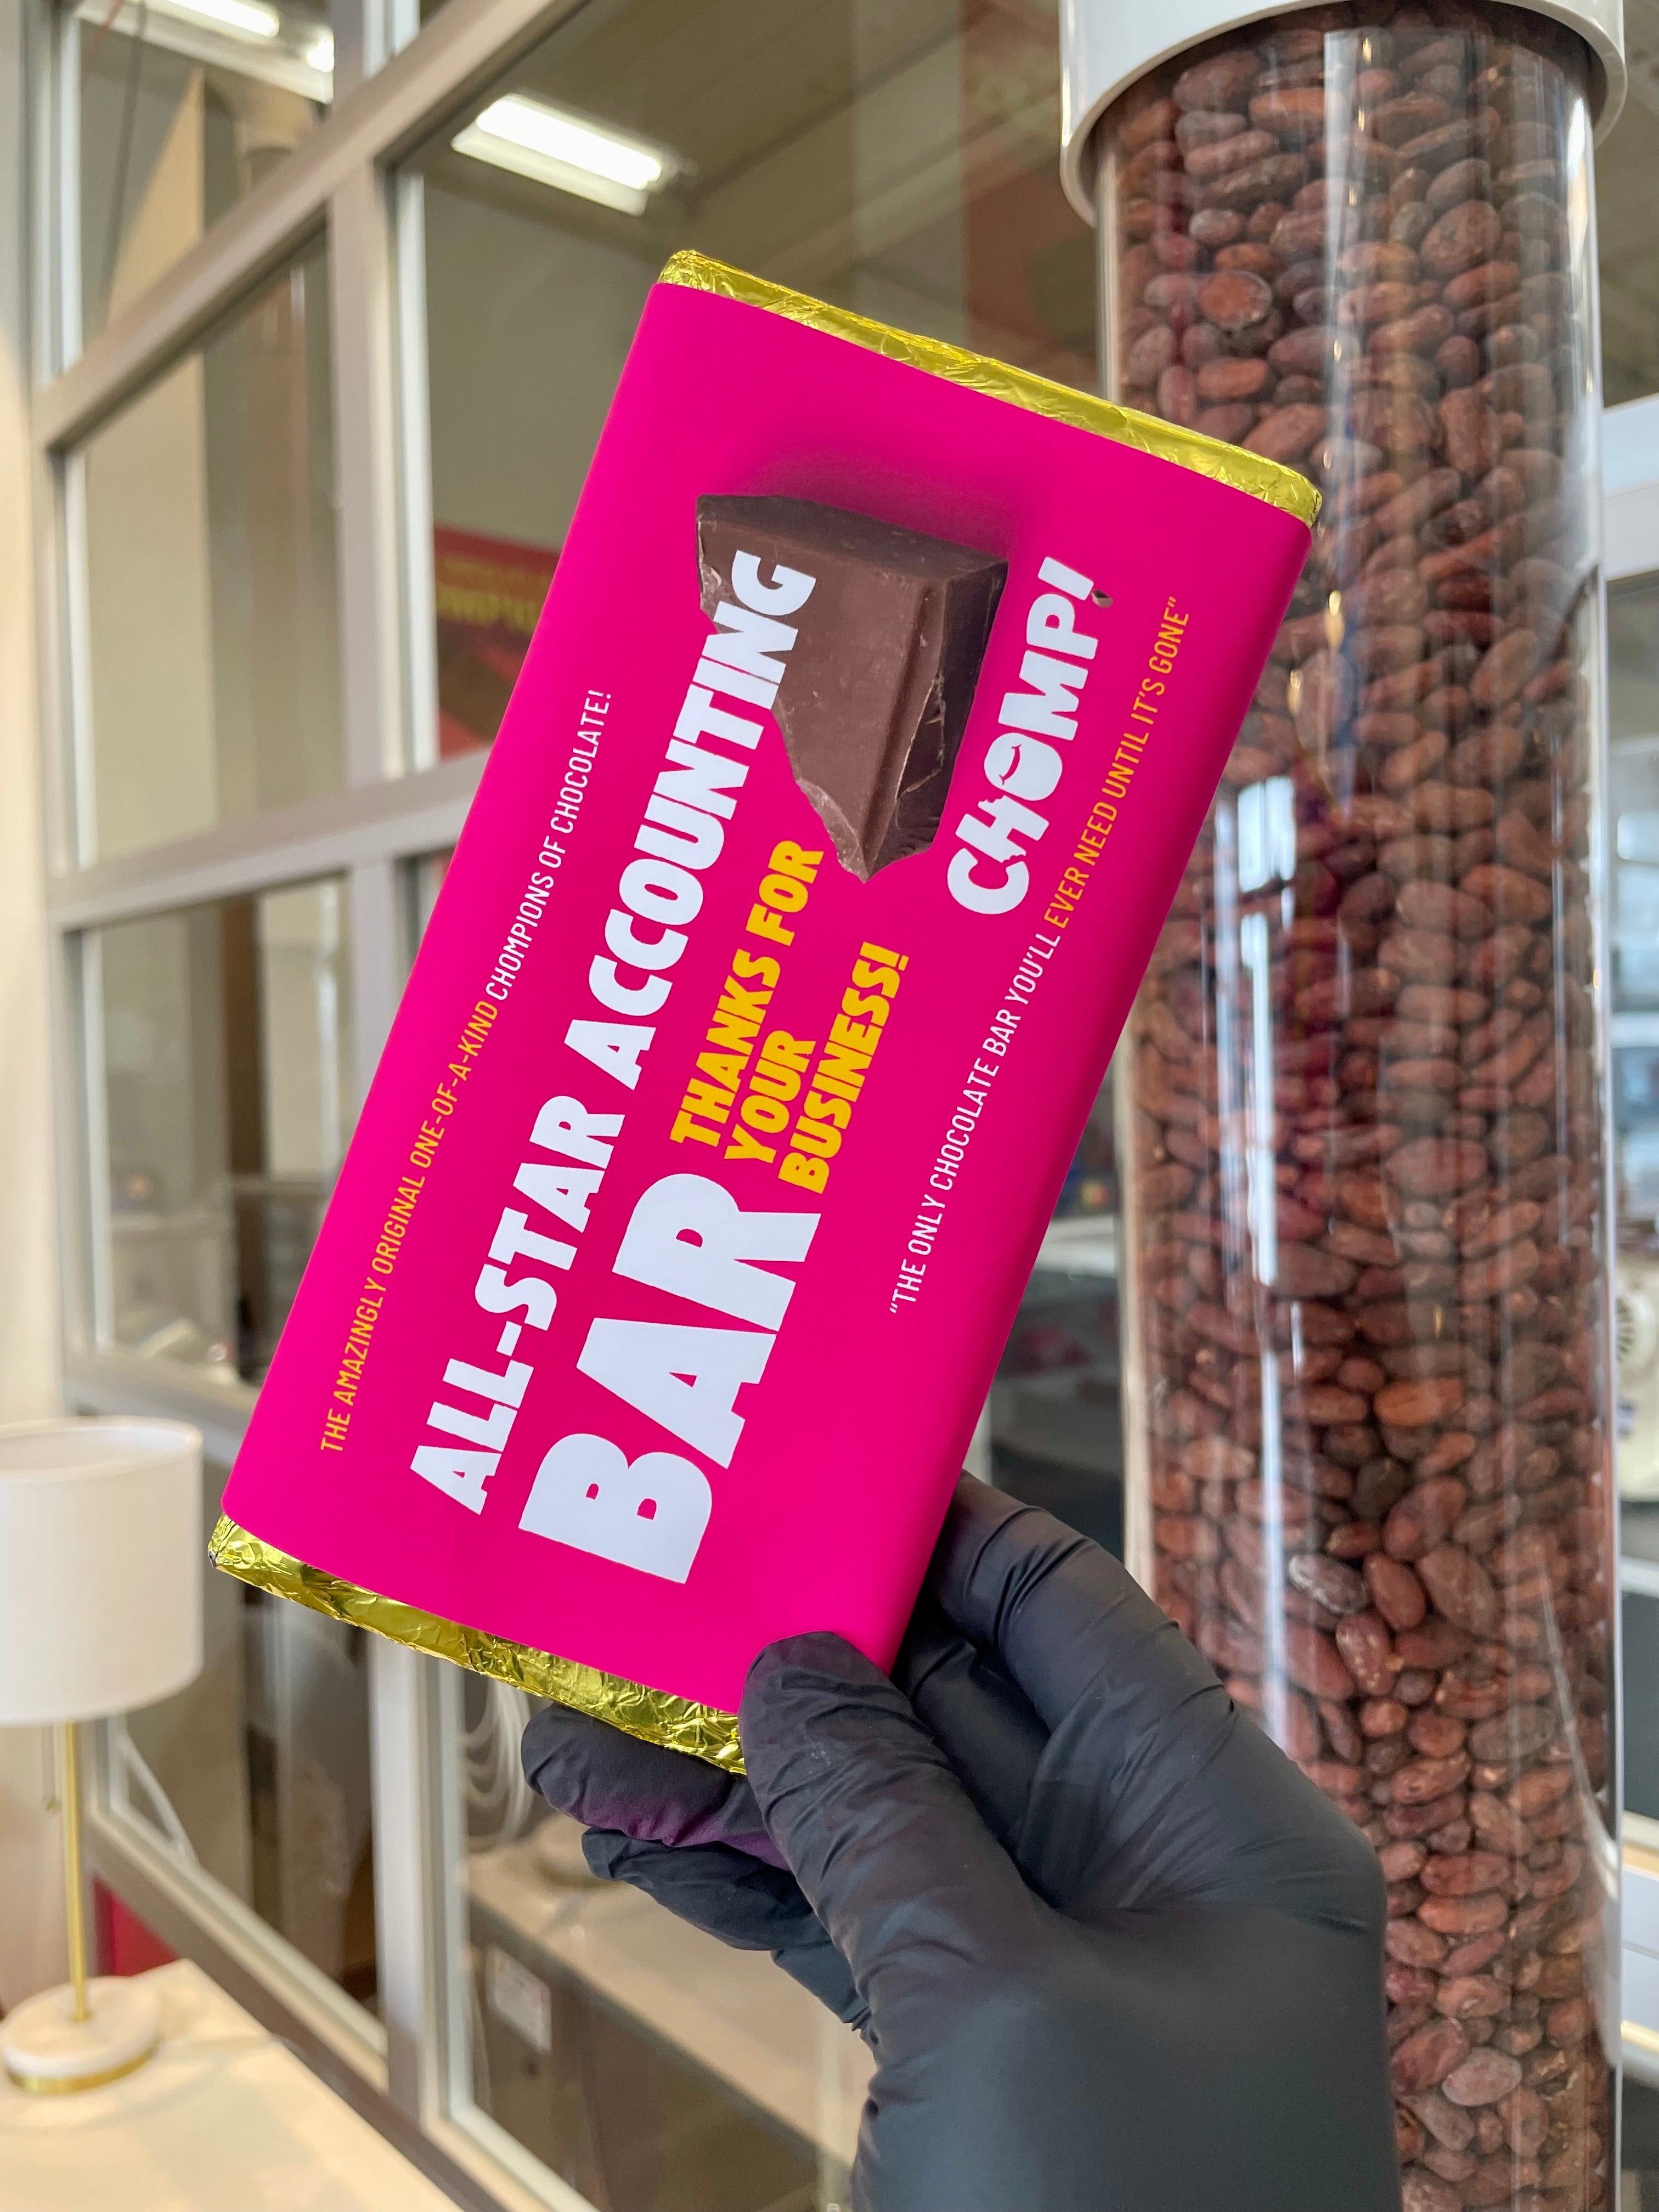 THE AMAZINGLY ORIGINAL ONE-OF-A-KIND CHOMPIONS OF CHOCOLATE!
ALL-STAR ACCOUNTING
BAR
THANKS FOR
YOUR
BUSINESS!
CHOMP!
"THE ONLY CHOCOLATE BAR YOU'LL EVER NEED UNTIL IT'S GONE"